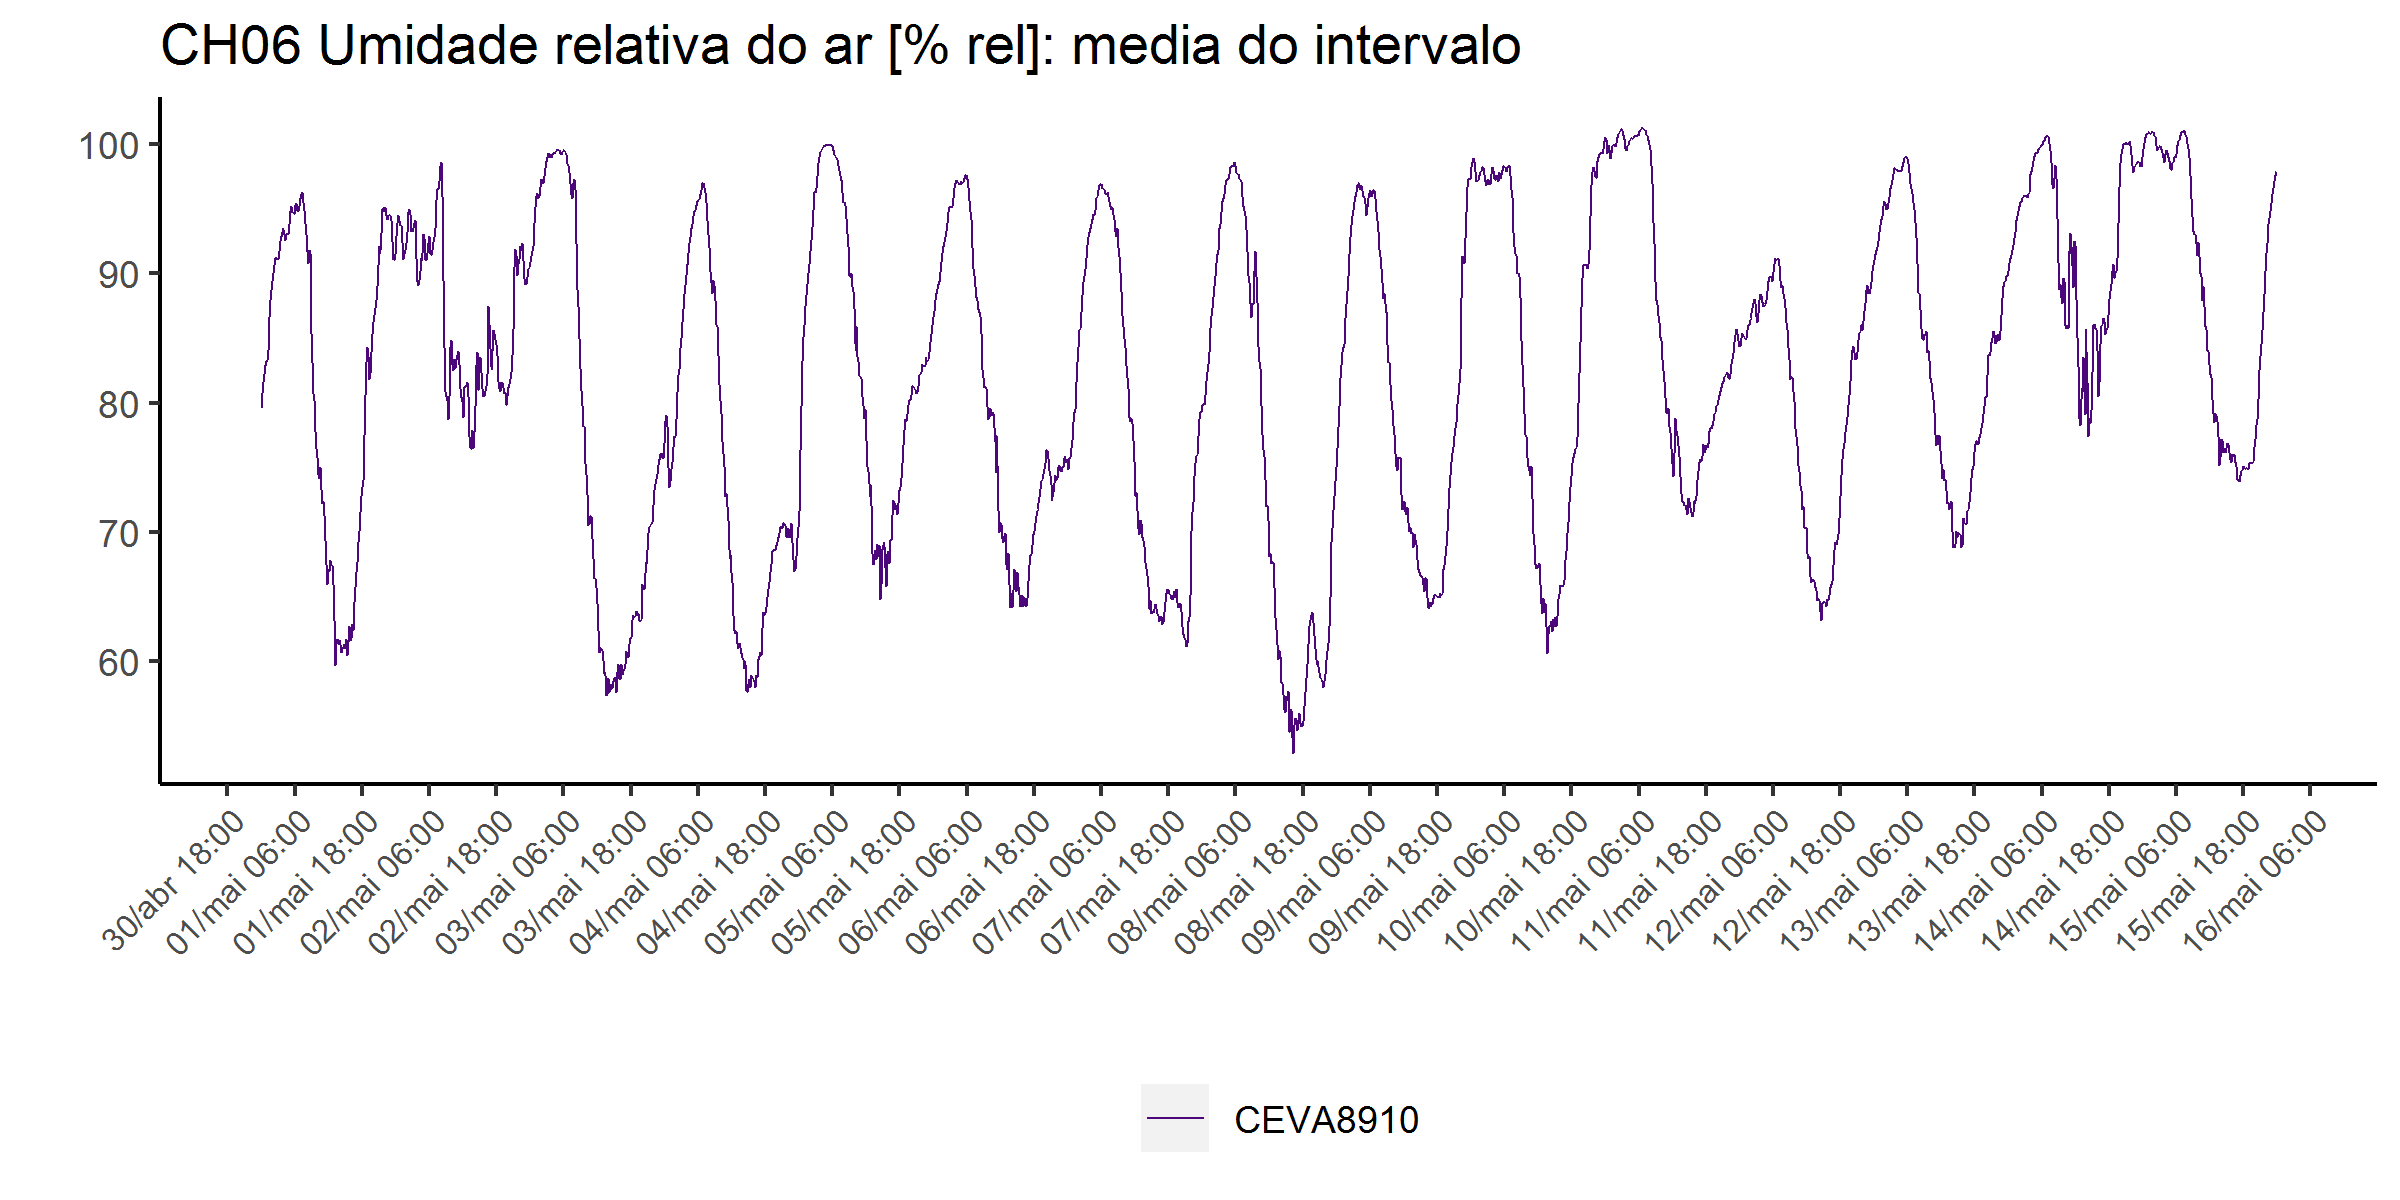 CH06 Umidade relativa do ar [% rel]: media do intervalo
100
90
80
70
60
30/abr 18:00
01/mai 06:00
01/mai 18:00
02/mai 06:00
02/mai 18:00
03/mai 06:00
03/mai 18:00
04/mai 06:00
04/mai 18:00
05/mai 06:00
05/mai 18:00
06/mai 06:00
06/mai 18:00
07/mai 06:00
07/mai 18:00
08/mai 06:00
08/mai 18:00
09/mai 06:00
09/mai 18:00
10/mai 06:00
10/mai 18:00
11/mai 06:00
11/mai 18:00
12/mai 06:00
12/mai 18:00
13/mai 06:00
13/mai 18:00
14/mai 06:00
14/mai 18:00
15/mai 06:00
15/mai 18:00
16/mai 06:00
CEVA8910